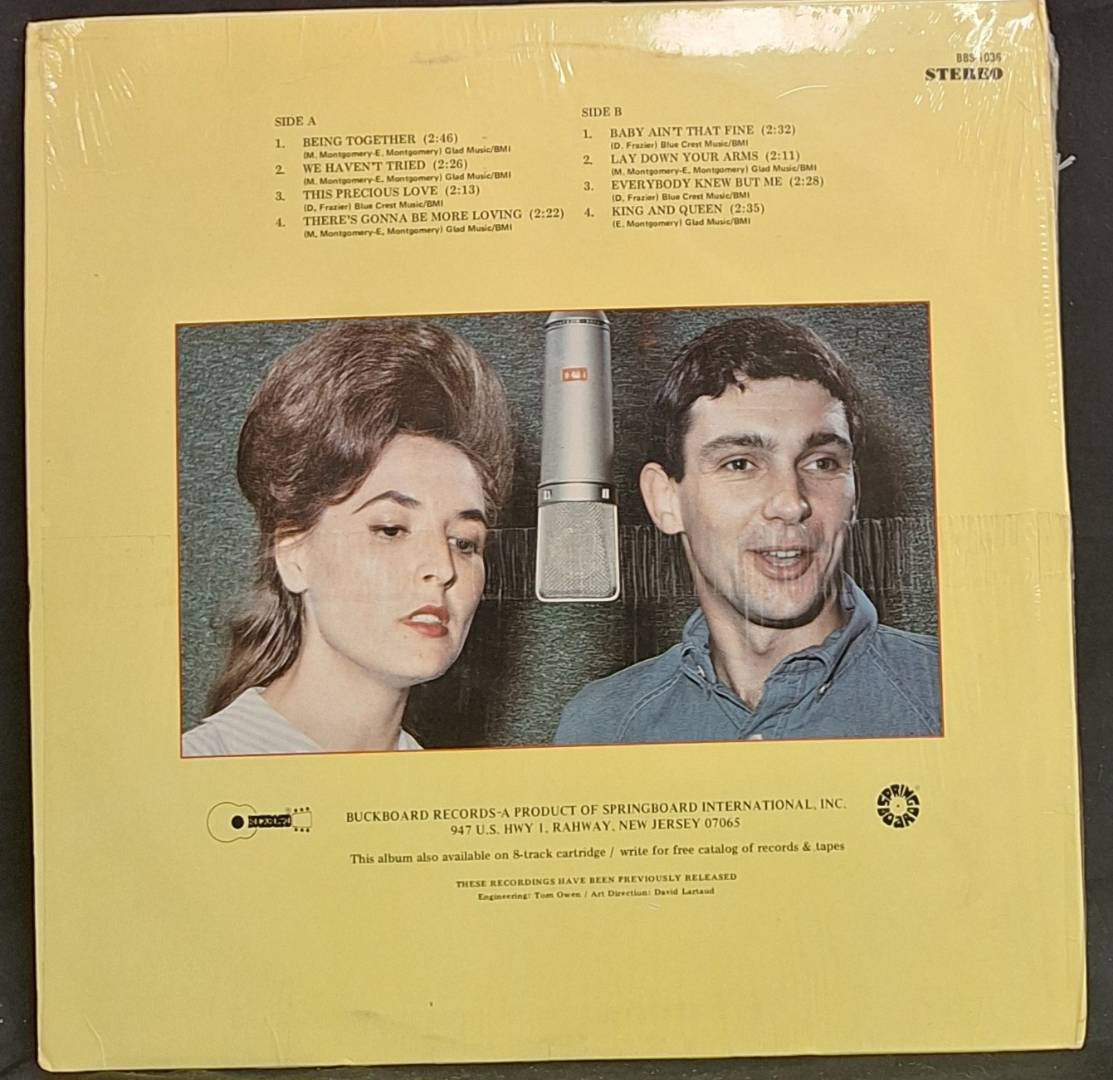 BBS 1036
STEREO
SIDE A
1. BEING TOGETHER (2:46)
(M. Montgomery-E. Montgomery) Glad Music/BMI
2. WE HAVEN'T TRIED (2:26)
(M. Montgomery-E. Montgomery) Glad Music/BMI
3. THIS PRECIOUS LOVE (2:13)
(D. Frazier) Blue Crest Music/BMI
4. THERE'S GONNA BE MORE LOVING (2:22)
(M. Montgomery-E. Montgomery) Glad Music/BMI
SIDE B
1. BABY AIN'T THAT FINE (2:32)
(D. Frazier) Blue Crest Music/BMI
2. LAY DOWN YOUR ARMS (2:11)
(M. Montgomery-E. Montgomery) Glad Music/BMI
3. EVERYBODY KNEW BUT ME (2:28)
(D. Frazier) Blue Crest Music/BMI
4. KING AND QUEEN (2:35)
(E. Montgomery) Glad Music/BMI
BUCKBOARD RECORDS-A PRODUCT OF SPRINGBOARD INTERNATIONAL, INC.
947 U.S. HWY 1, RAHWAY, NEW JERSEY 07065
SPRINGBOARD
This album also available on 8-track cartridge / write for free catalog of records & tapes
THESE RECORDINGS HAVE BEEN PREVIOUSLY RELEASED
Engineering: Tom Owen / Art Direction: David Lartaud